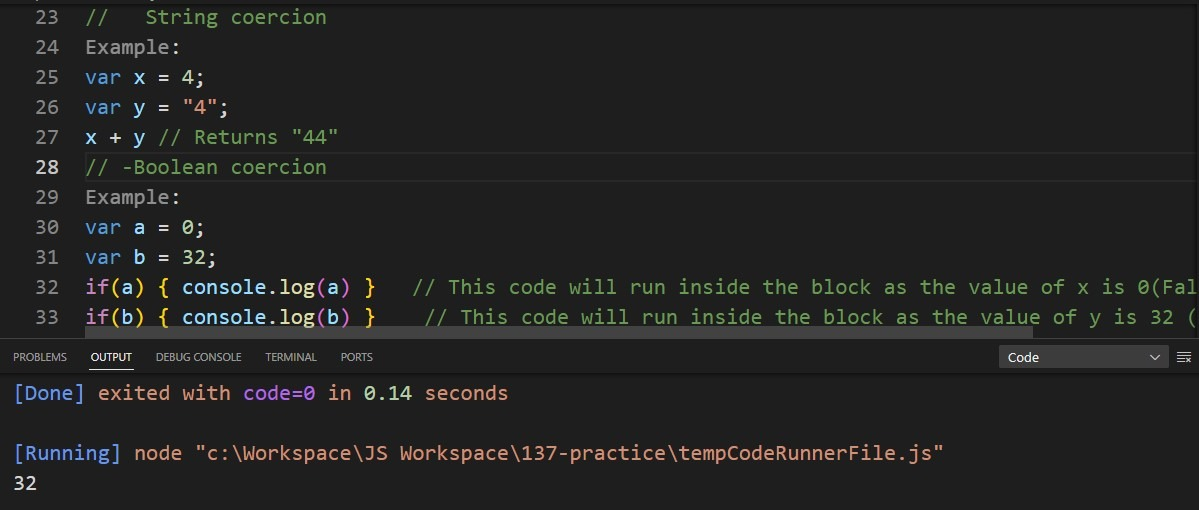 23 //   String coercion
24 Example:
25 var x = 4;
26 var y = "4";
27 x + y // Returns "44"
28 // -Boolean coercion
29 Example:
30 var a = 0;
31 var b = 32;
32 if(a) { console.log(a) }   // This code will run inside the block as the value of x is 0(Fal
33 if(b) { console.log(b) }    // This code will run inside the block as the value of y is 32 (
PROBLEMS OUTPUT DEBUG CONSOLE TERMINAL PORTS Code
[Done] exited with code=0 in 0.14 seconds
[Running] node "c:\Workspace\JS Workspace\137-practice\tempCodeRunnerFile.js"
32